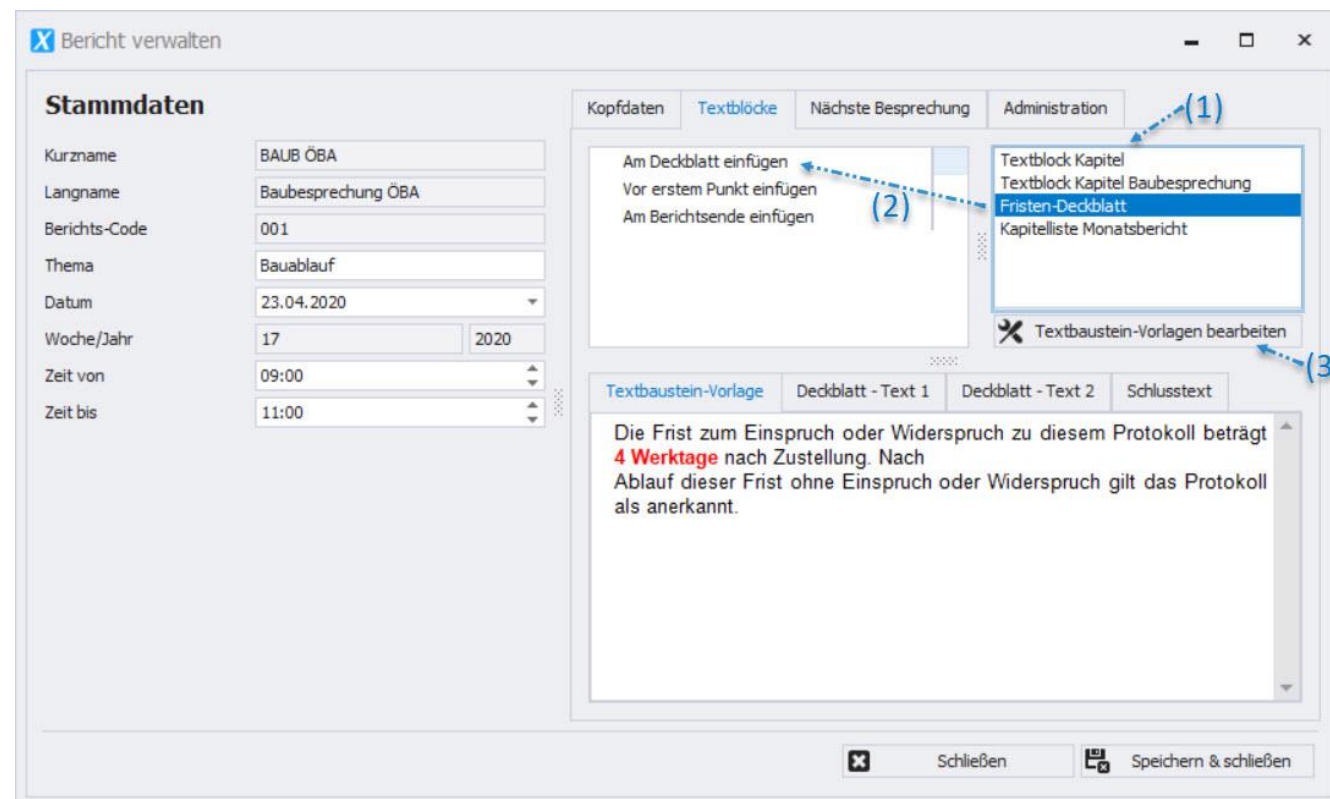 Bericht verwalten
Stammdaten
Kurzname BAUB ÖBA
Langname Baubesprechung ÖBA
Berichts-Code 001
Thema Bauablauf
Datum 23.04.2020
Woche/Jahr 17 2020
Zeit von 09:00
Zeit bis 11:00
Kopfdaten Textblöcke Nächste Besprechung Administration
(1)
Am Deckblatt einfügen
Vor erstem Punkt einfügen
Am Berichtsende einfügen
(2)
Textblock Kapitel
Textblock Kapitel Baubesprechung
Fristen-Deckblatt
Kapitelliste Monatsbericht
Textbaustein-Vorlagen bearbeiten
(3
Textbaustein-Vorlage Deckblatt - Text 1 Deckblatt - Text 2 Schlusstext
Die Frist zum Einspruch oder Widerspruch zu diesem Protokoll beträgt
4 Werktage nach Zustellung. Nach
Ablauf dieser Frist ohne Einspruch oder Widerspruch gilt das Protokoll
als anerkannt.
Schließen Speichern & schließen